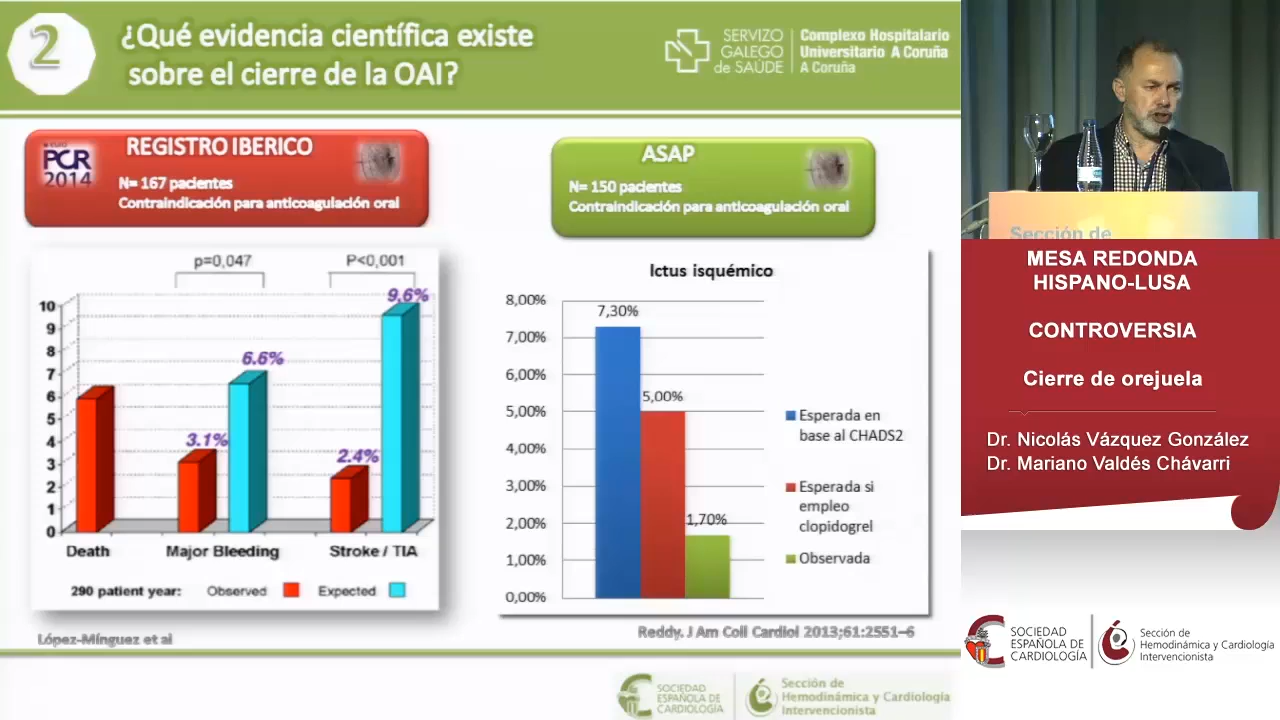 2
¿Qué evidencia científica existe
sobre el cierre de la OAI?
SERVIZO
GALEGO
de SAÚDE
Complexo Hospitalario
Universitario A Coruña
A Coruña
PCR
2014
REGISTRO IBERICO
N= 167 pacientes
Contraindicación para anticoagulación oral
ASAP
N= 150 pacientes
Contraindicación para anticoagulación oral
p=0,047
P<0,001
9.6%
6.6%
3.1%
2.4%
10
9
8
7
6
5
4
3
2
1
0
Death
Major Bleeding
Stroke / TIA
290 patient year:
Observed
Expected
López-Mínguez et al
Ictus isquémico
8,00%
7,00%
6,00%
5,00%
4,00%
3,00%
2,00%
1,00%
0,00%
7,30%
5,00%
1,70%
Esperada en
base al CHADS2
Esperada si
empleo
clopidogrel
Observada
Reddy. J Am Coll Cardiol 2013;61:2551–6
SOCIEDAD
ESPAÑOLA DE
CARDIOLOGÍA
Sección de
Hemodinámica y Cardiología
Intervencionista
Sección de
MESA REDONDA
HISPANO-LUSA
CONTROVERSIA
Cierre de orejuela
Dr. Nicolás Vázquez González
Dr. Mariano Valdés Chávarri
SOCIEDAD
ESPAÑOLA DE
CARDIOLOGÍA
Sección de
Hemodinámica y Cardiología
Intervencionista